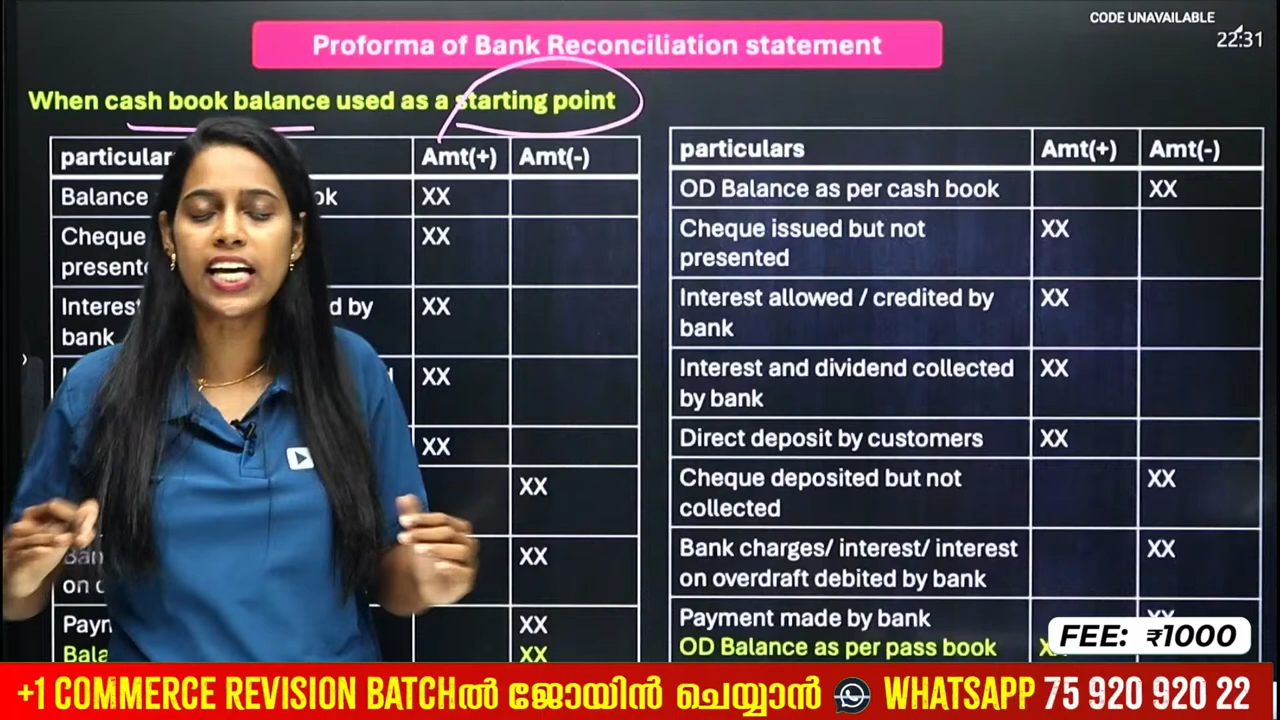 CODE UNAVAILABLE
22:31
Proforma of Bank Reconciliation statement
When cash book balance used as a starting point
Amt(+) Amt(-)
Balance XX
Cheque XX
XX
bank
XX
XX
XX
XX
XX
XX
particulars Amt(+) Amt(-)
OD Balance as per cash book XX
Cheque issued but not XX
presented
Interest allowed / credited by XX
bank
Interest and dividend collected XX
by bank
Direct deposit by customers XX
Cheque deposited but not XX
collected
Bank charges/ interest/ interest XX
on overdraft debited by bank
Payment made by bank
OD Balance as per pass book
FEE: ₹1000
+1 COMMERCE REVISION BATCHൽ ജോയിൻ ചെയ്യാൻ WHATSAPP 75 920 920 22